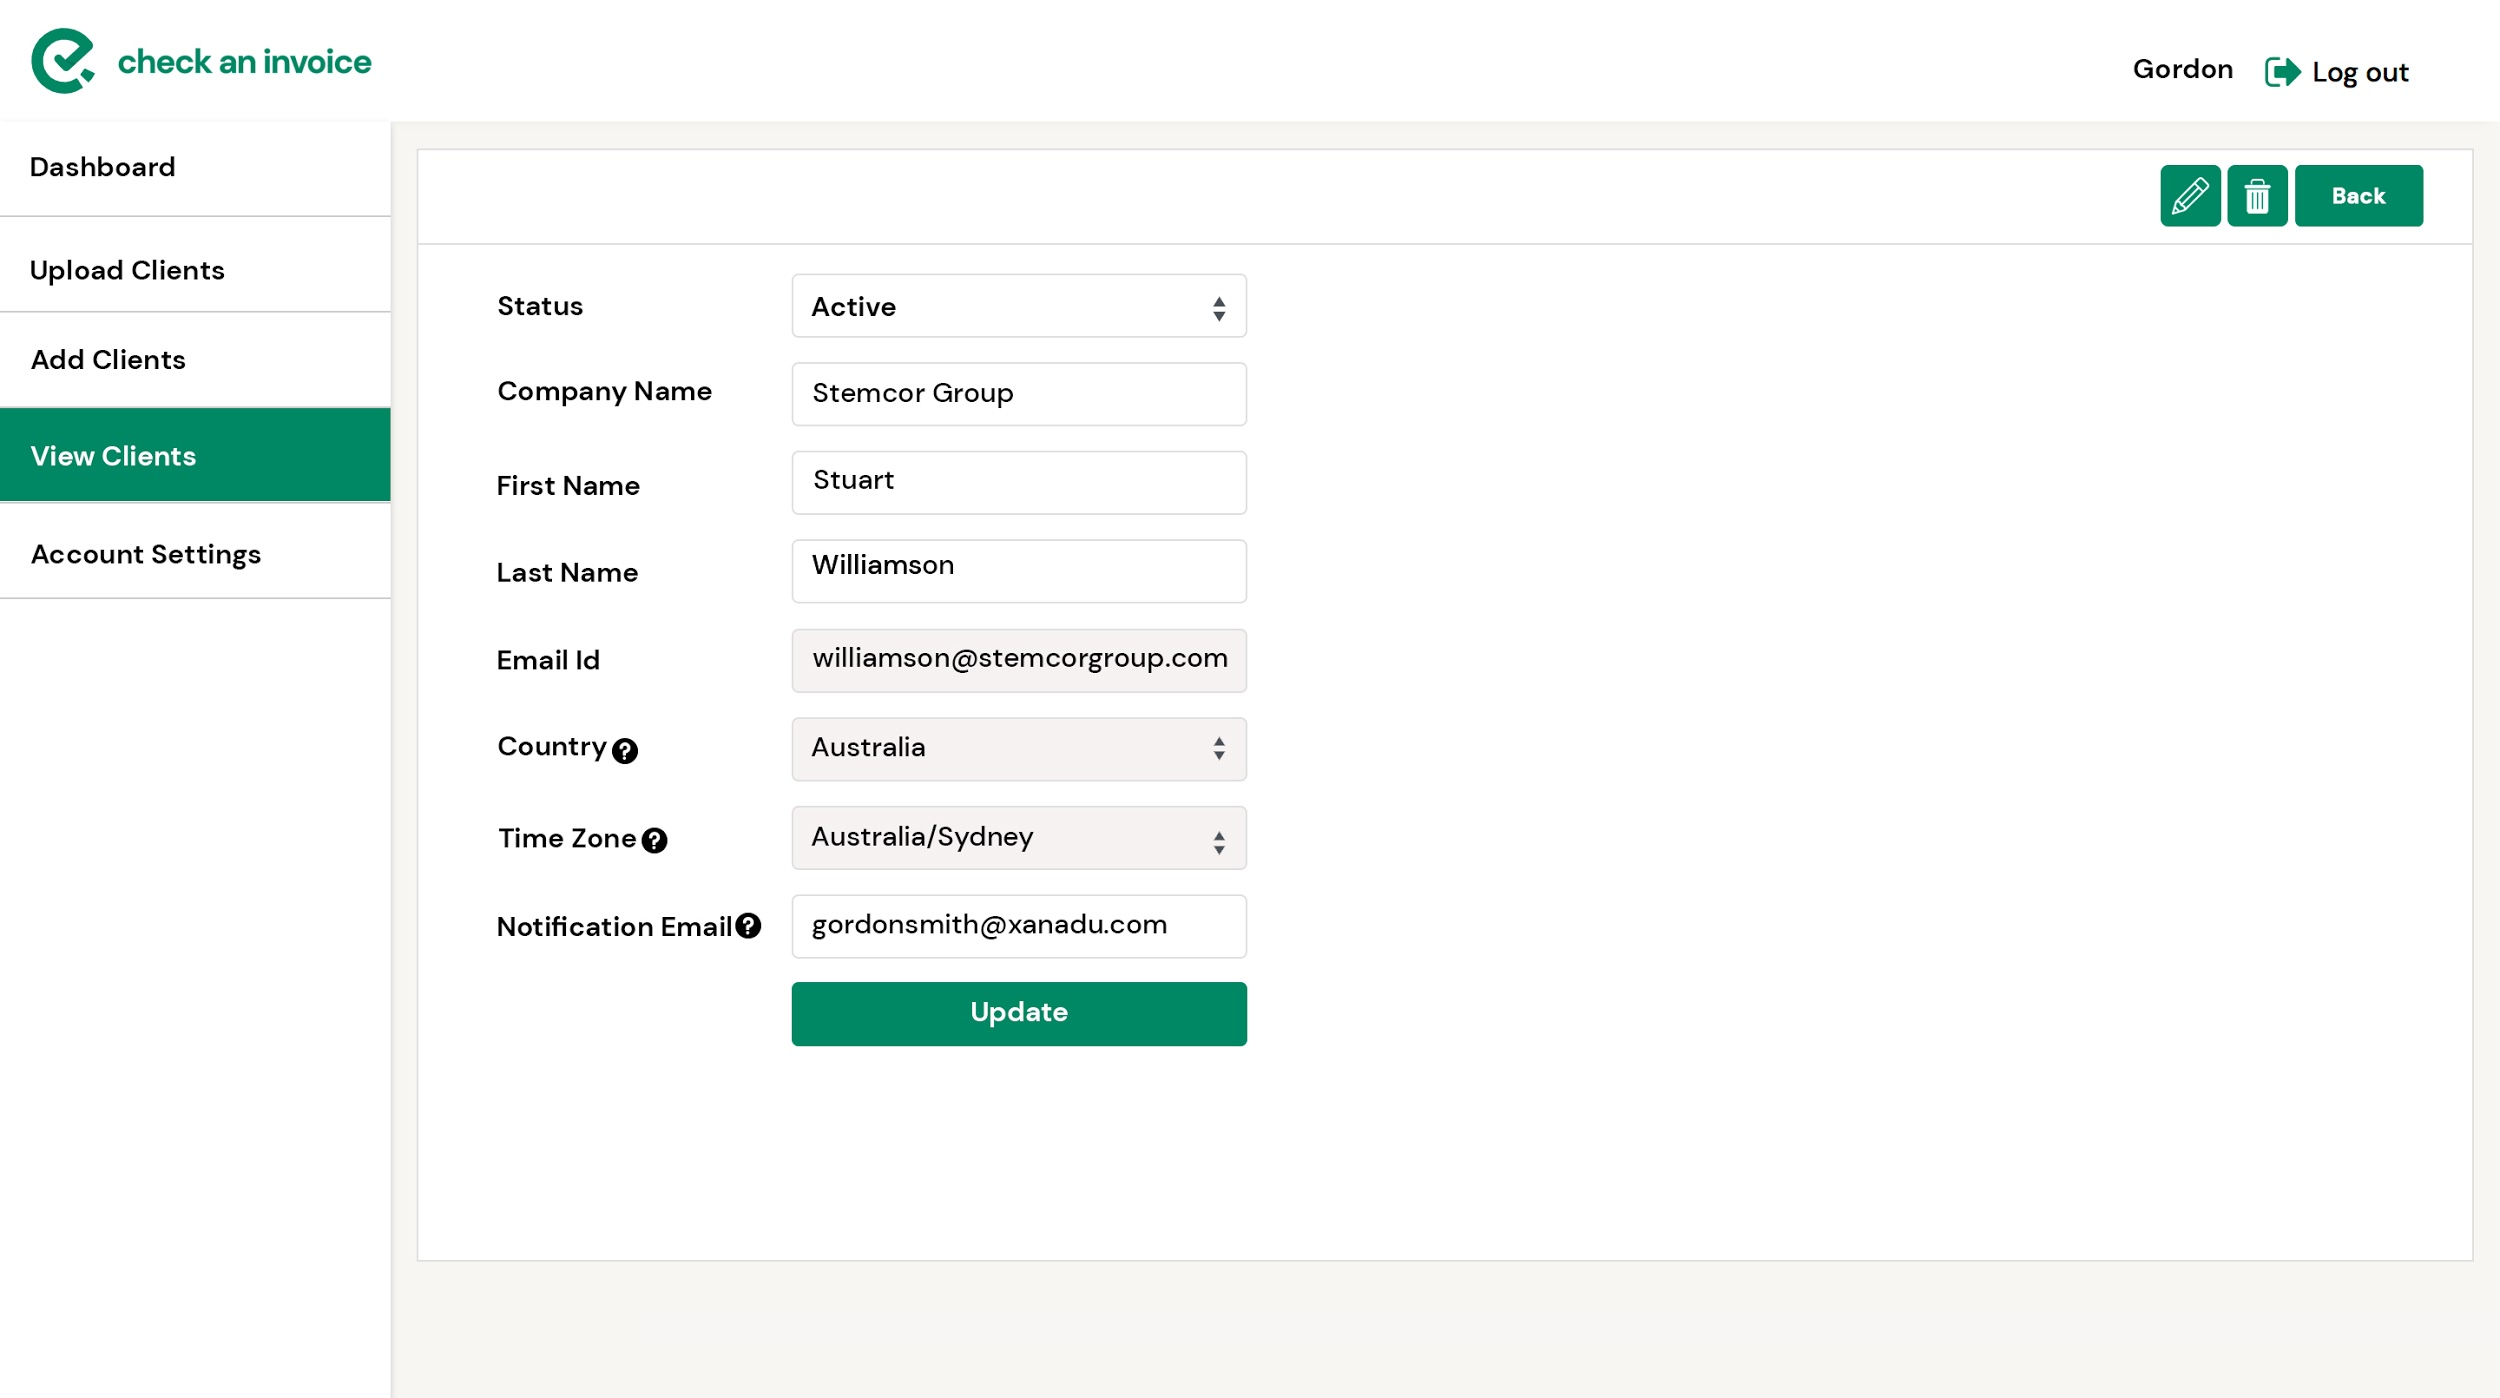 check an invoice
Gordon
Log out
Dashboard
Upload Clients
Add Clients
View Clients
Account Settings
Back
Status
Active
Company Name
Stemcor Group
First Name
Stuart
Last Name
Williamson
Email Id
williamson@stemcorgroup.com
Country ?
Australia
Time Zone ?
Australia/Sydney
Notification Email ?
gordonsmith@xanadu.com
Update